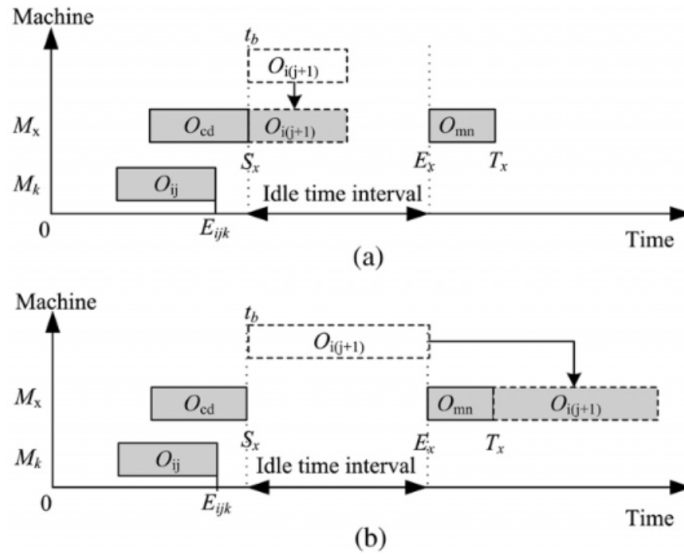 Machine
t_b
O_i(j+1)
M_x O_cd O_i(j+1) O_mn
S_x E_x T_x
M_k O_ij Idle time interval
0 E_ijk Time
(a)
Machine
t_b
O_i(j+1)
M_x O_cd O_mn O_i(j+1)
S_x E_x T_x
M_k O_ij Idle time interval
0 E_ijk Time
(b)